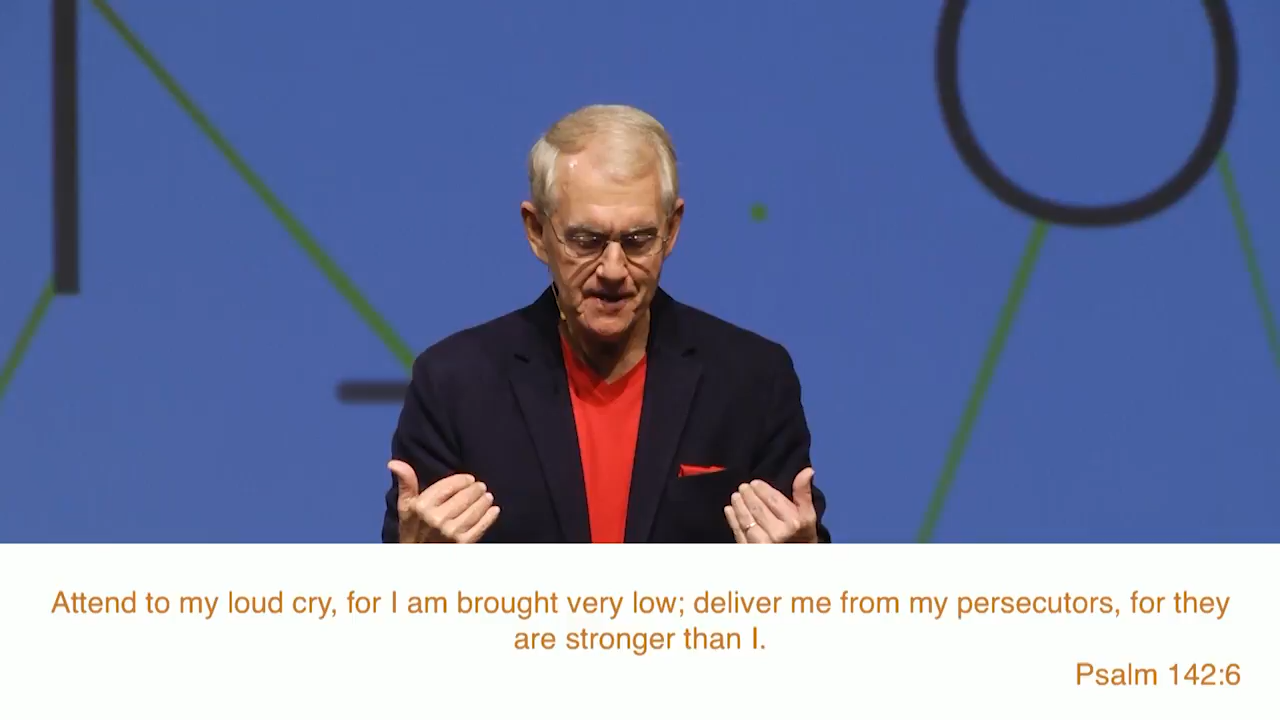 Attend to my loud cry, for I am brought very low; deliver me from my persecutors, for they
are stronger than I.
Psalm 142:6